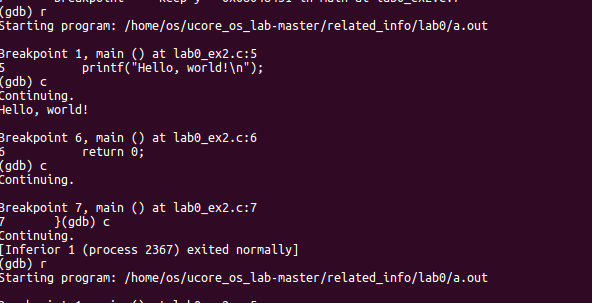 (gdb) r
Starting program: /home/os/ucore_os_lab-master/related_info/lab0/a.out
Breakpoint 1, main () at lab0_ex2.c:5
5 printf("Hello, world!\n");
(gdb) c
Continuing.
Hello, world!
Breakpoint 6, main () at lab0_ex2.c:6
6 return 0;
(gdb) c
Continuing.
Breakpoint 7, main () at lab0_ex2.c:7
7 }(gdb) c
Continuing.
[Inferior 1 (process 2367) exited normally]
(gdb) r
Starting program: /home/os/ucore_os_lab-master/related_info/lab0/a.out